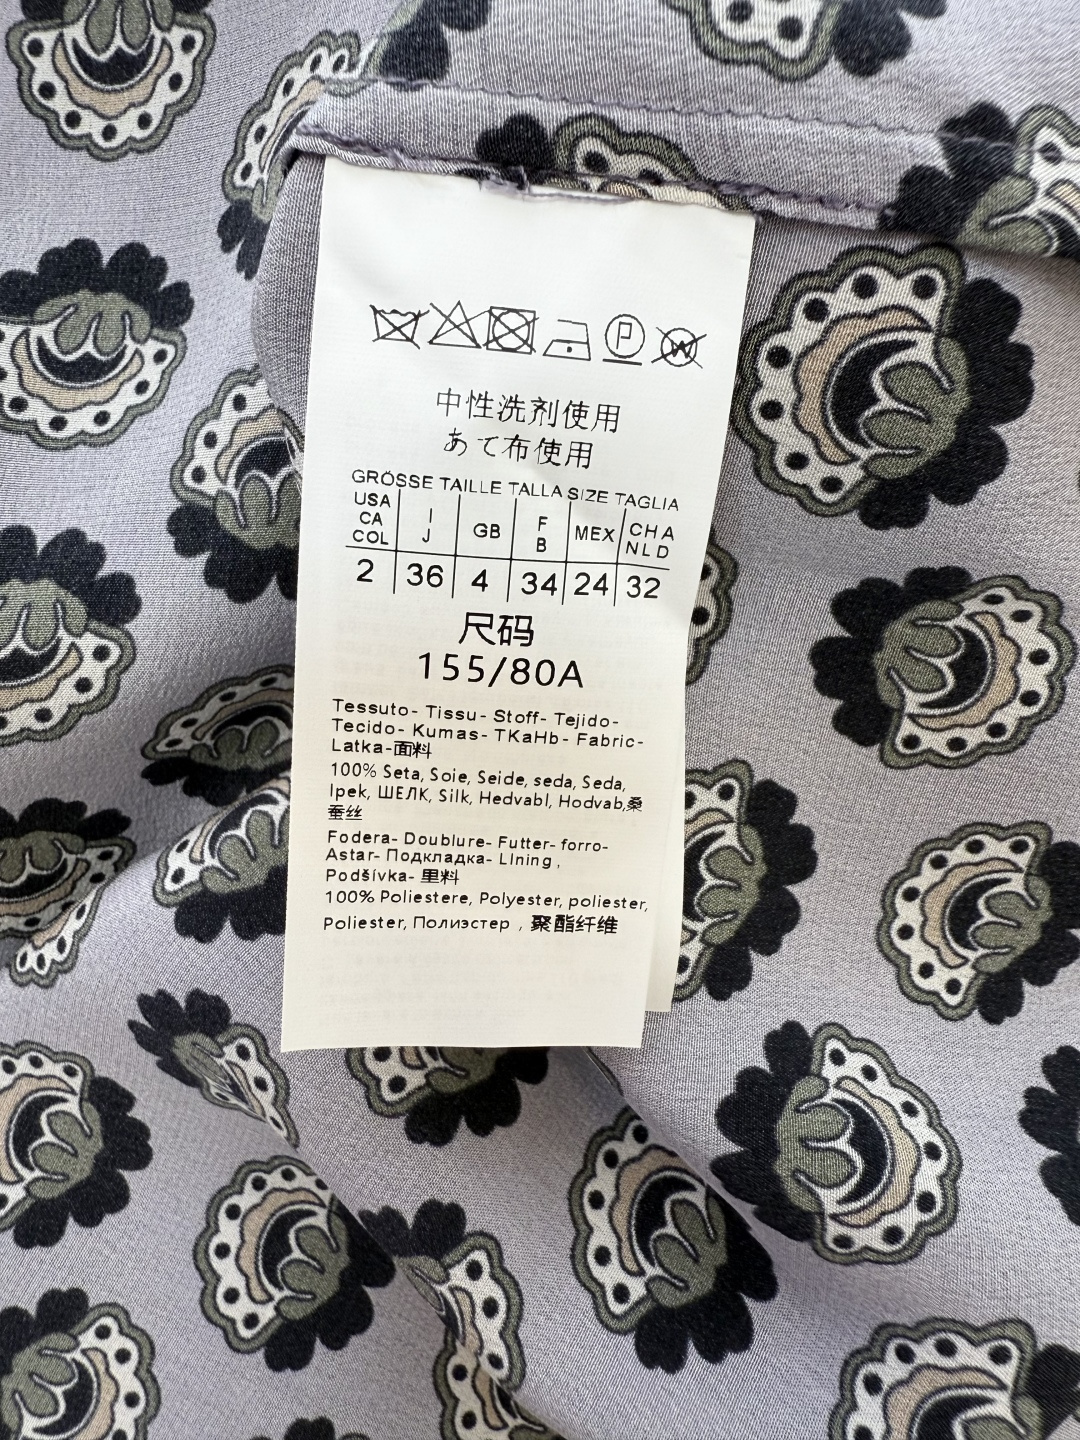 P
W
中性洗剂使用
あて布使用
GRÖSSE TAILLE TALLA SIZE TAGLIA
USA CA COL I J GB F B MEX CHA NLD
2 36 4 34 24 32
尺码
155/80A
Tessuto- Tissu- Stoff- Tejido-
Tecido- Kumas- TKaHb- Fabric-
Latka-面料
100% Seta, Soie, Seide, seda, Seda,
Ipek, ШЕЛК, Silk, Hedvabl, Hodvab,桑
蚕丝
Fodera- Doublure- Futter- forro-
Astar- Подкладка- LIning,
Podšívka- 里料
100% Poliestere, Polyester, poliester,
Poliester, Полиэстер , 聚酯纤维